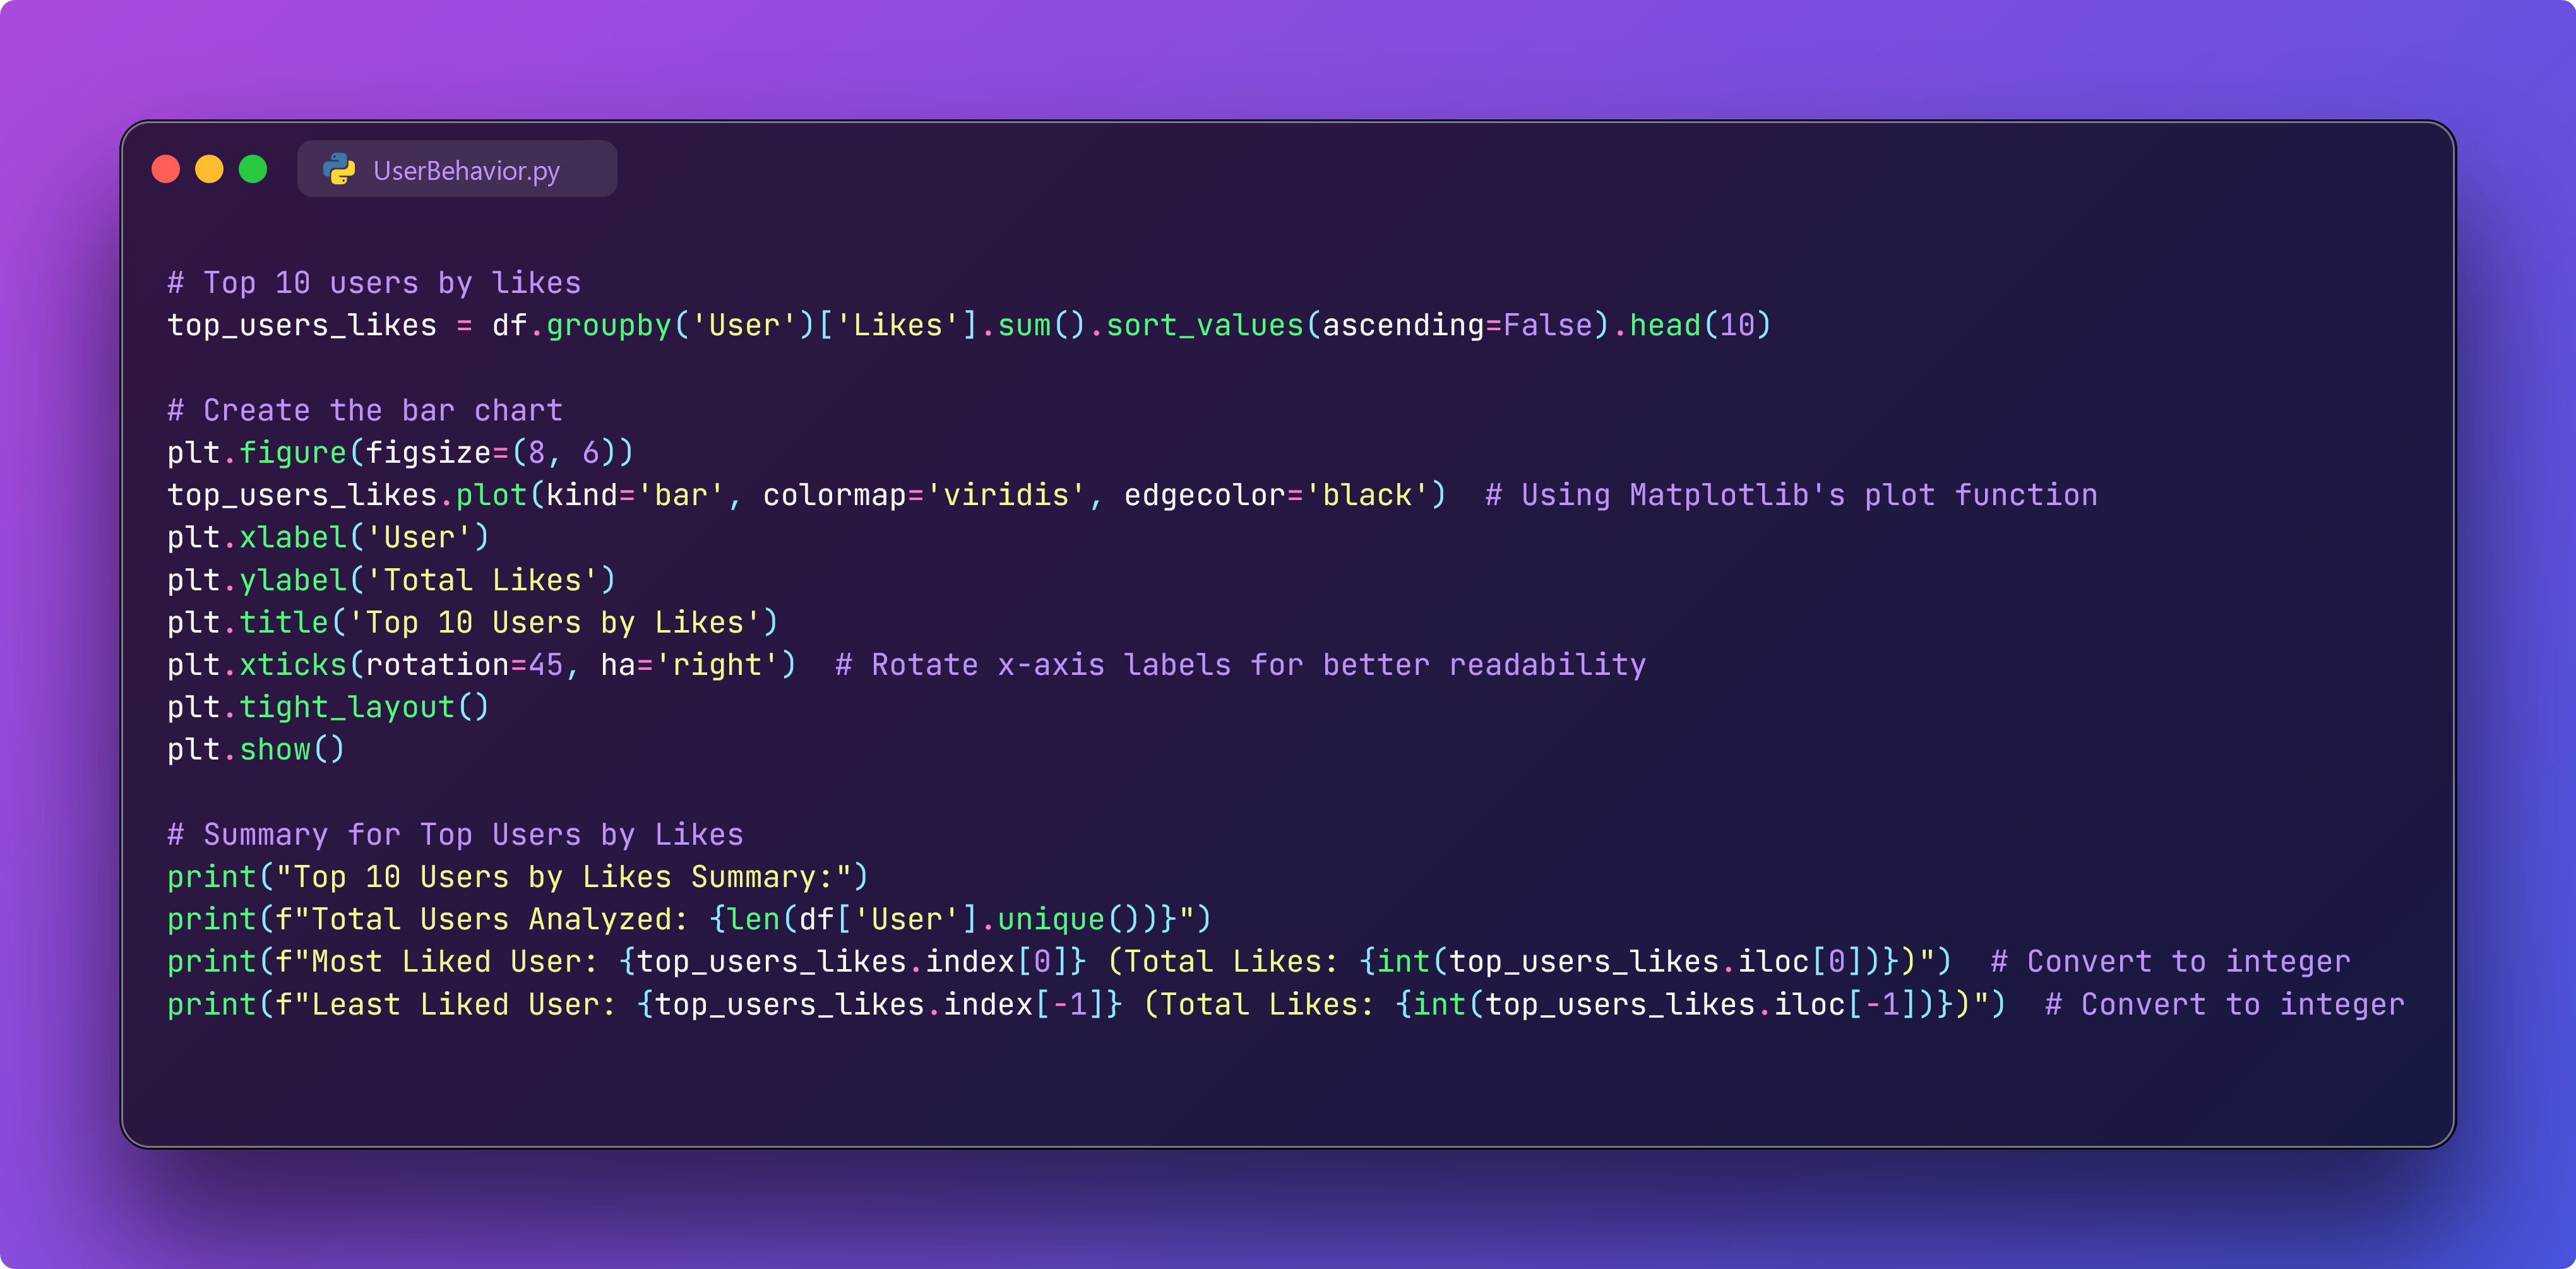 UserBehavior.py
# Top 10 users by likes
top_users_likes = df.groupby('User')['Likes'].sum().sort_values(ascending=False).head(10)
# Create the bar chart
plt.figure(figsize=(8, 6))
top_users_likes.plot(kind='bar', colormap='viridis', edgecolor='black')  # Using Matplotlib's plot function
plt.xlabel('User')
plt.ylabel('Total Likes')
plt.title('Top 10 Users by Likes')
plt.xticks(rotation=45, ha='right')  # Rotate x-axis labels for better readability
plt.tight_layout()
plt.show()
# Summary for Top Users by Likes
print("Top 10 Users by Likes Summary:")
print(f"Total Users Analyzed: {len(df['User'].unique())}")
print(f"Most Liked User: {top_users_likes.index[0]} (Total Likes: {int(top_users_likes.iloc[0])})")  # Convert to integer
print(f"Least Liked User: {top_users_likes.index[-1]} (Total Likes: {int(top_users_likes.iloc[-1])})")  # Convert to integer